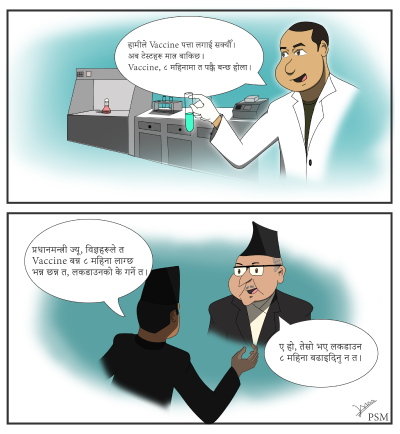 हामीले Vaccine पत्ता लगाई सक्यौँ।
अब टेस्टहरू मात्र बाकिछ।
Vaccine, ८ महिनामा त पक्कै बन्छ होला।
प्रधानमन्त्री ज्यू, विज्ञहरूले त
Vaccine बन्न ८ महिना लाग्छ
भन्न छन्न त, लकडाउनको के गर्ने त।
ए हो, तेसो भए लकडाउन
८ महिना बढाइदिनु न त।
PSM